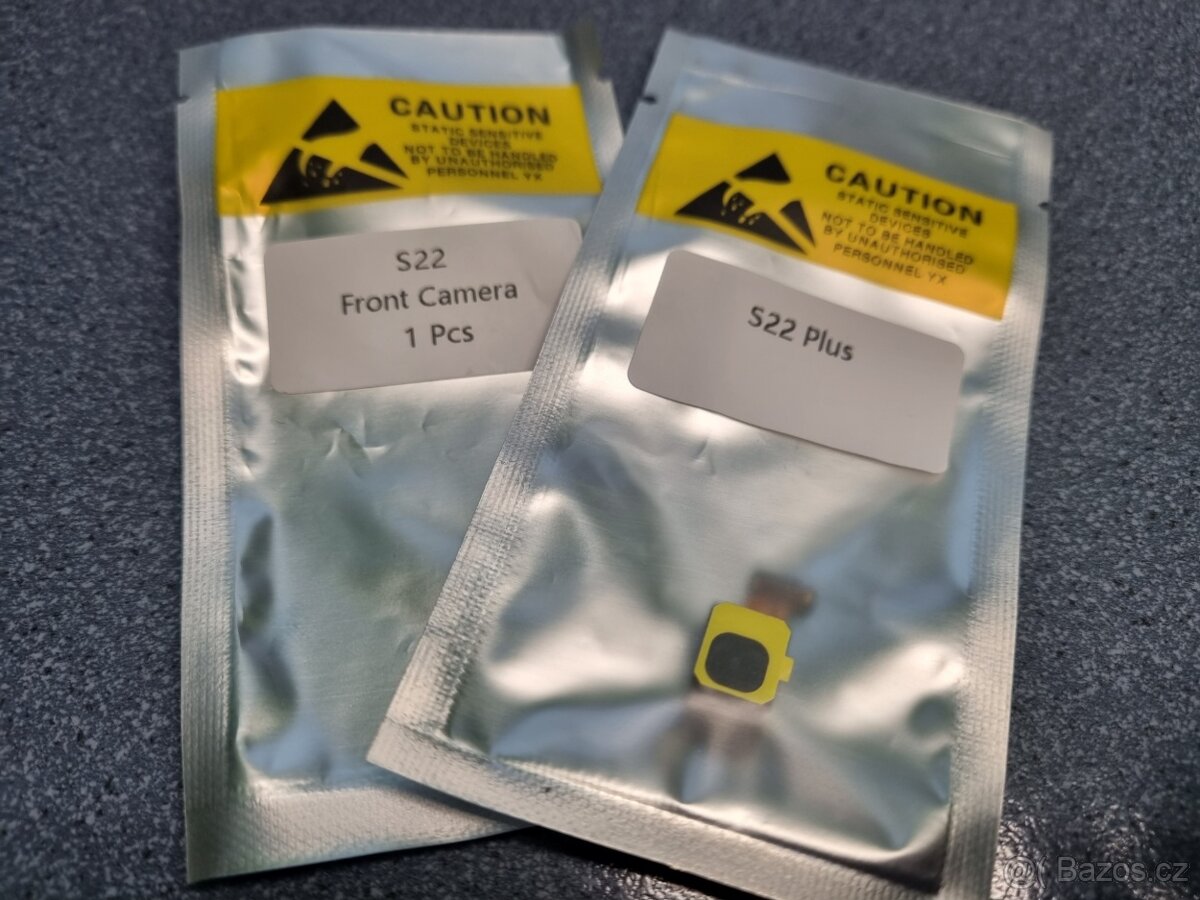 CAUTION
STATIC SENSITIVE
DEVICES
NOT TO BE HANDLED
BY UNAUTHORISED
PERSONNEL YX
S22
Front Camera
1 Pcs
CAUTION
STATIC SENSITIVE
DEVICES
NOT TO BE HANDLED
BY UNAUTHORISED
PERSONNEL YX
S22 Plus
Bazos.cz